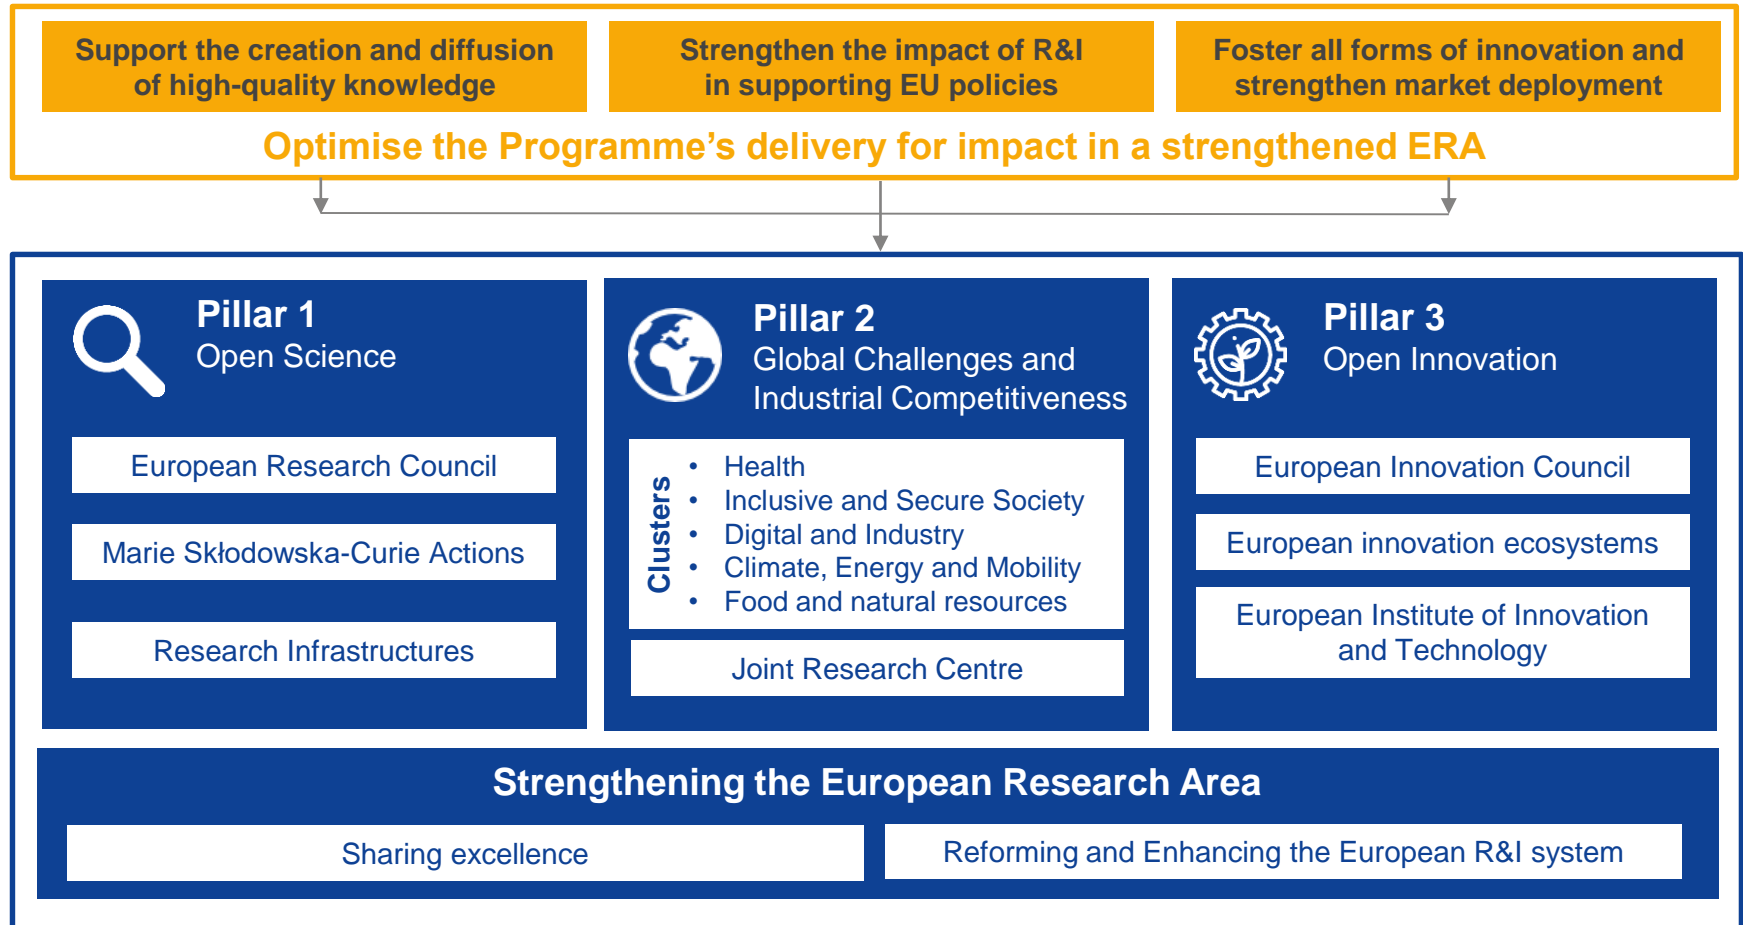 Support the creation and diffusion
of high-quality knowledge
Strengthen the impact of R&I
in supporting EU policies
Foster all forms of innovation and
strengthen market deployment
Optimise the Programme’s delivery for impact in a strengthened ERA
Pillar 1
Open Science
European Research Council
Marie Skłodowska-Curie Actions
Research Infrastructures
Pillar 2
Global Challenges and
Industrial Competitiveness
Clusters
• Health
• Inclusive and Secure Society
• Digital and Industry
• Climate, Energy and Mobility
• Food and natural resources
Joint Research Centre
Pillar 3
Open Innovation
European Innovation Council
European innovation ecosystems
European Institute of Innovation
and Technology
Strengthening the European Research Area
Sharing excellence
Reforming and Enhancing the European R&I system